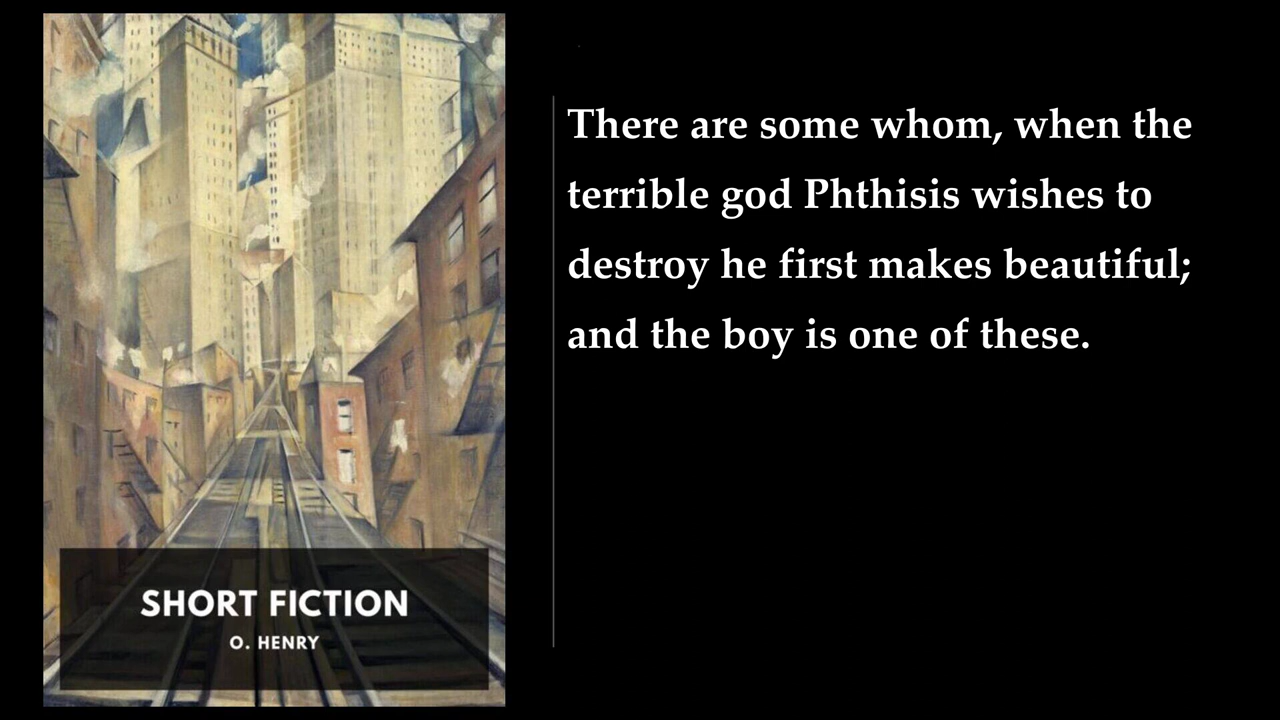 SHORT FICTION
O. HENRY
There are some whom, when the
terrible god Phthisis wishes to
destroy he first makes beautiful;
and the boy is one of these.